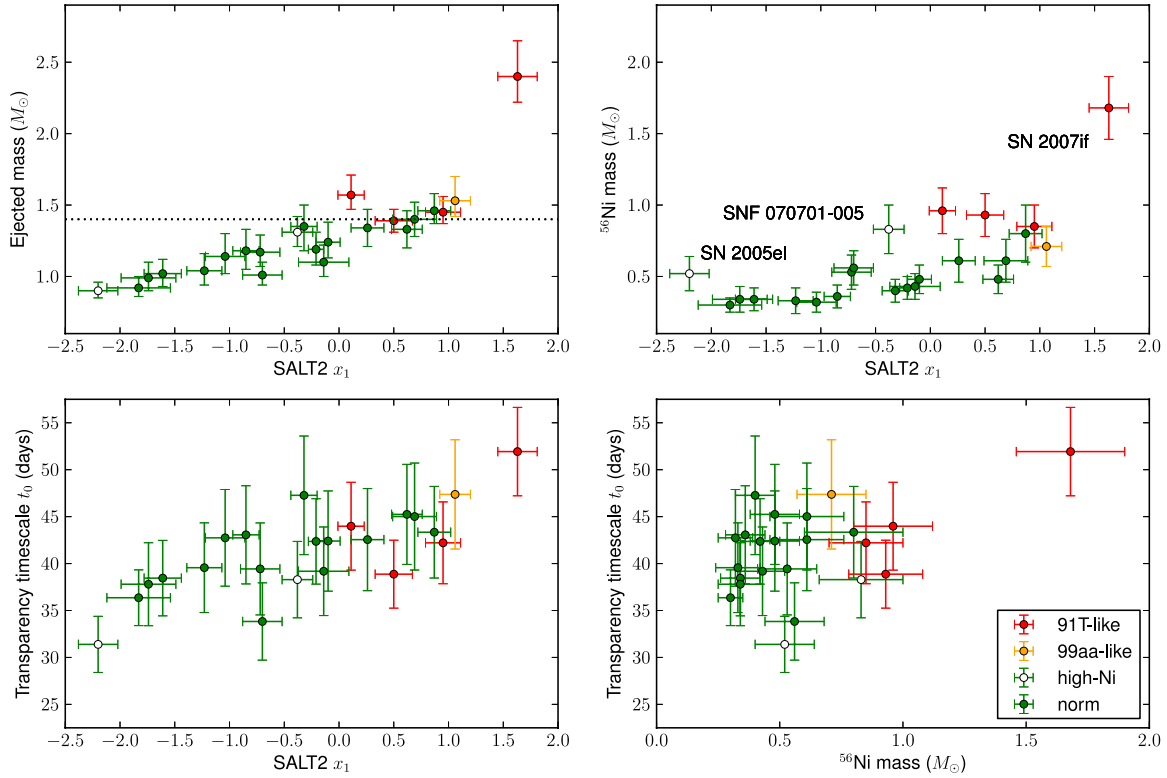 Ejected mass (M⊙)
2.5
2.0
1.5
1.0
−2.5 −2.0 −1.5 −1.0 −0.5 0.0 0.5 1.0 1.5 2.0
SALT2 x₁
⁵⁶Ni mass (M⊙)
2.0
1.5
1.0
0.5
0.0
SN 2007if
SNF 070701-005
SN 2005el
−2.5 −2.0 −1.5 −1.0 −0.5 0.0 0.5 1.0 1.5 2.0
SALT2 x₁
Transparency timescale t₀ (days)
55
50
45
40
35
30
25
−2.5 −2.0 −1.5 −1.0 −0.5 0.0 0.5 1.0 1.5 2.0
SALT2 x₁
Transparency timescale t₀ (days)
55
50
45
40
35
30
25
91T-like
99aa-like
high-Ni
norm
0.0 0.5 1.0 1.5 2.0
⁵⁶Ni mass (M⊙)